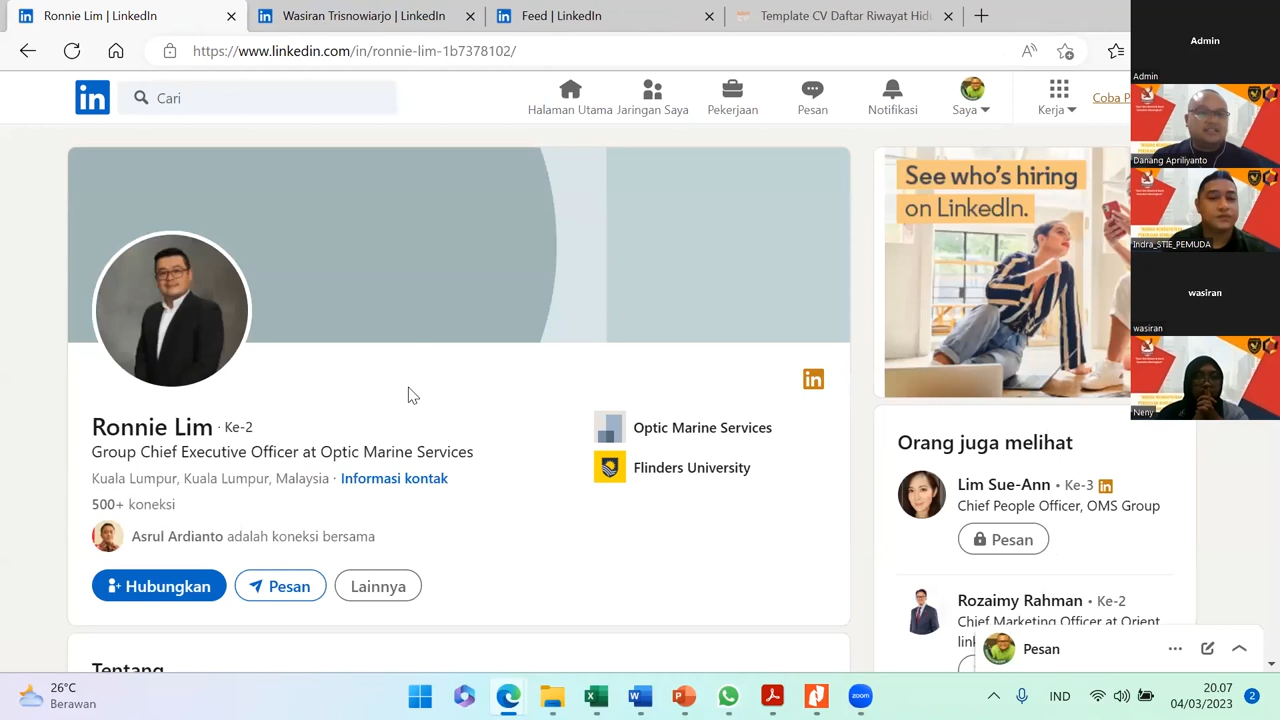 Ronnie Lim | LinkedIn
Wasiran Trisnowiarjo | LinkedIn
Feed | LinkedIn
Template CV Daftar Riwayat Hidu
https://www.linkedin.com/in/ronnie-lim-1b7378102/
Cari
Halaman Utama
Jaringan Saya
Pekerjaan
Pesan
Notifikasi
Saya
Kerja
Coba P
See who's hiring
on LinkedIn.
Ronnie Lim · Ke-2
Group Chief Executive Officer at Optic Marine Services
Kuala Lumpur, Kuala Lumpur, Malaysia · Informasi kontak
500+ koneksi
Asrul Ardianto adalah koneksi bersama
Hubungkan
Pesan
Lainnya
Optic Marine Services
Flinders University
Tentang
Orang juga melihat
Lim Sue-Ann • Ke-3
Chief People Officer, OMS Group
Pesan
Rozaimy Rahman • Ke-2
Chief Marketing Officer at Orient
Pesan
Admin
Admin
Danang Apriliyanto
Indra_STIE_PEMUDA
wasiran
wasiran
Neny
26°C
Berawan
zoom
IND
20.07
04/03/2023
2